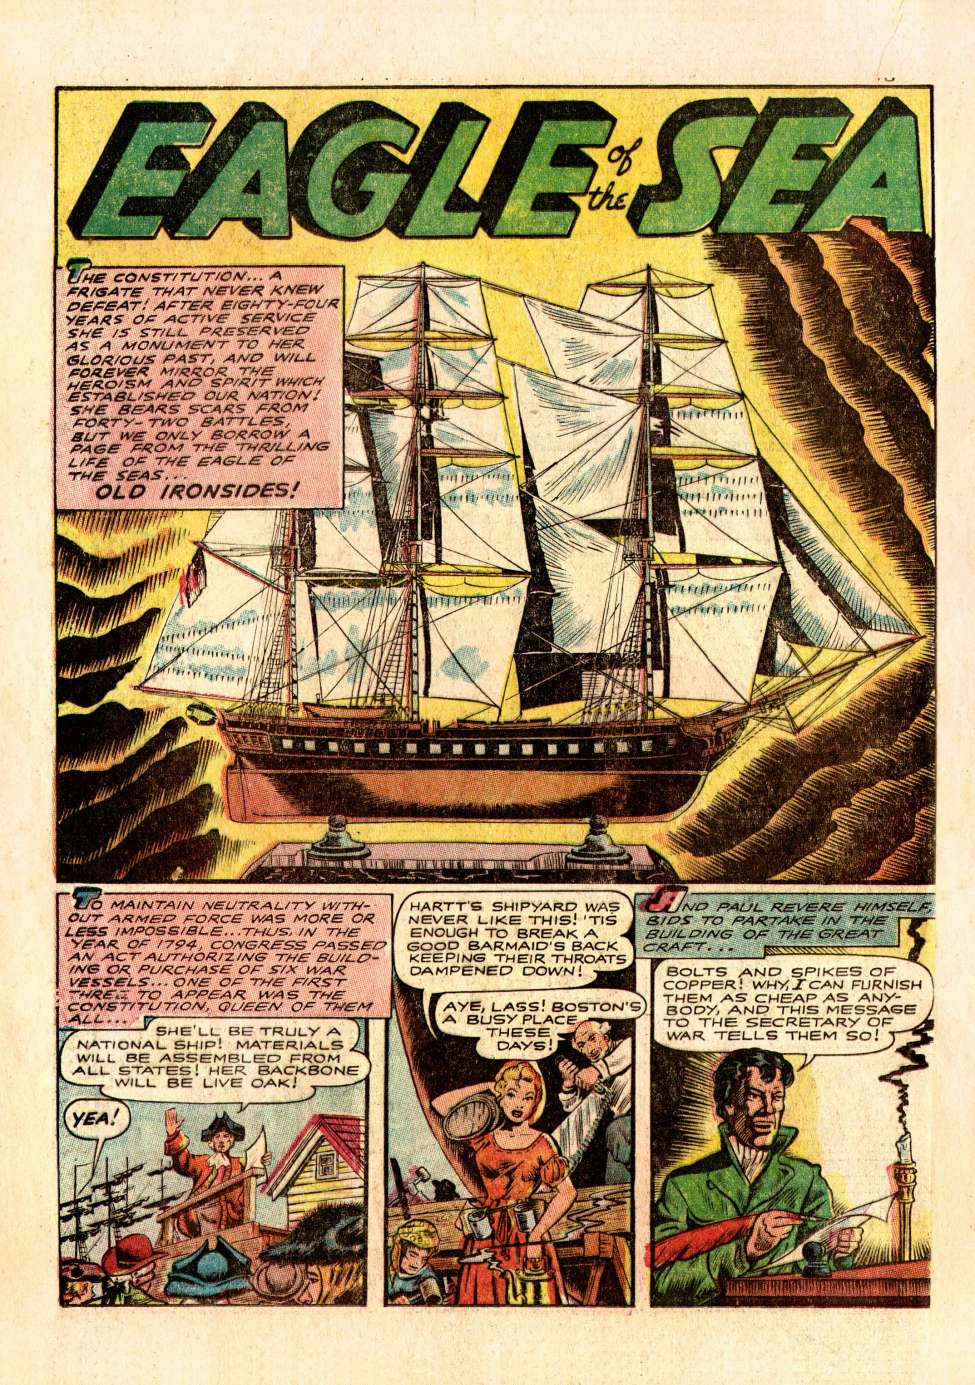 EAGLE of the SEA
THE CONSTITUTION... A
FRIGATE THAT NEVER KNEW
DEFEAT! AFTER EIGHTY-FOUR
YEARS OF ACTIVE SERVICE
SHE IS STILL PRESERVED
AS A MONUMENT TO HER
GLORIOUS PAST, AND WILL
FOREVER MIRROR THE
HEROISM AND SPIRIT WHICH
ESTABLISHED OUR NATION!
SHE BEARS SCARS FROM
FORTY-TWO BATTLES,
BUT WE ONLY BORROW A
PAGE FROM THE THRILLING
LIFE OF THE EAGLE OF
THE SEAS...
OLD IRONSIDES!
TO MAINTAIN NEUTRALITY WITH-
OUT ARMED FORCE WAS MORE OR
LESS IMPOSSIBLE...THUS, IN THE
YEAR OF 1794, CONGRESS PASSED
AN ACT AUTHORIZING THE BUILD-
ING OR PURCHASE OF SIX WAR
VESSELS... ONE OF THE FIRST
THREE TO APPEAR WAS THE
CONSTITUTION, QUEEN OF THEM
ALL...
SHE'LL BE TRULY A
NATIONAL SHIP! MATERIALS
WILL BE ASSEMBLED FROM
ALL STATES! HER BACKBONE
WILL BE LIVE OAK!
YEA!
HARTT'S SHIPYARD WAS
NEVER LIKE THIS! 'TIS
ENOUGH TO BREAK A
GOOD BARMAID'S BACK
KEEPING THEIR THROATS
DAMPENED DOWN!
AYE, LASS! BOSTON'S
A BUSY PLACE
THESE
DAYS!
AND PAUL REVERE HIMSELF,
BIDS TO PARTAKE IN THE
BUILDING OF THE GREAT
CRAFT...
BOLTS AND SPIKES OF
COPPER! WHY, I CAN FURNISH
THEM AS CHEAP AS ANY-
BODY, AND THIS MESSAGE
TO THE SECRETARY OF
WAR TELLS THEM SO!